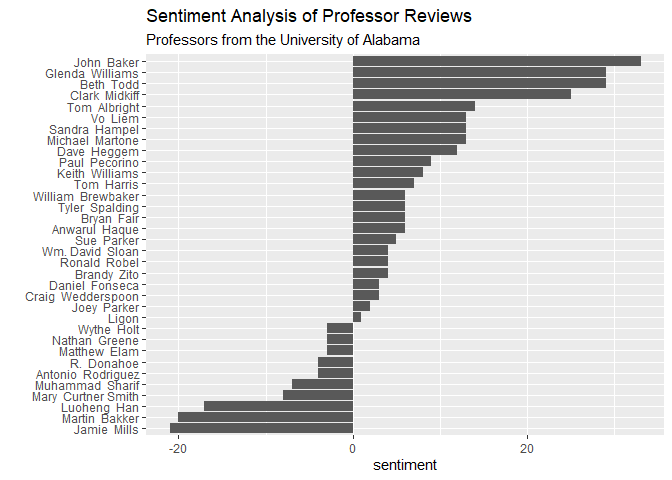 Sentiment Analysis of Professor Reviews
Professors from the University of Alabama
John Baker
Glenda Williams
Beth Todd
Clark Midkiff
Tom Albright
Vo Liem
Sandra Hampel
Michael Martone
Dave Heggem
Paul Pecorino
Keith Williams
Tom Harris
William Brewbaker
Tyler Spalding
Bryan Fair
Anwarul Haque
Sue Parker
Wm. David Sloan
Ronald Robel
Brandy Zito
Daniel Fonseca
Craig Wedderspoon
Joey Parker
Ligon
Wythe Holt
Nathan Greene
Matthew Elam
R. Donahoe
Antonio Rodriguez
Muhammad Sharif
Mary Curtner Smith
Luoheng Han
Martin Bakker
Jamie Mills
-20 0 20
sentiment